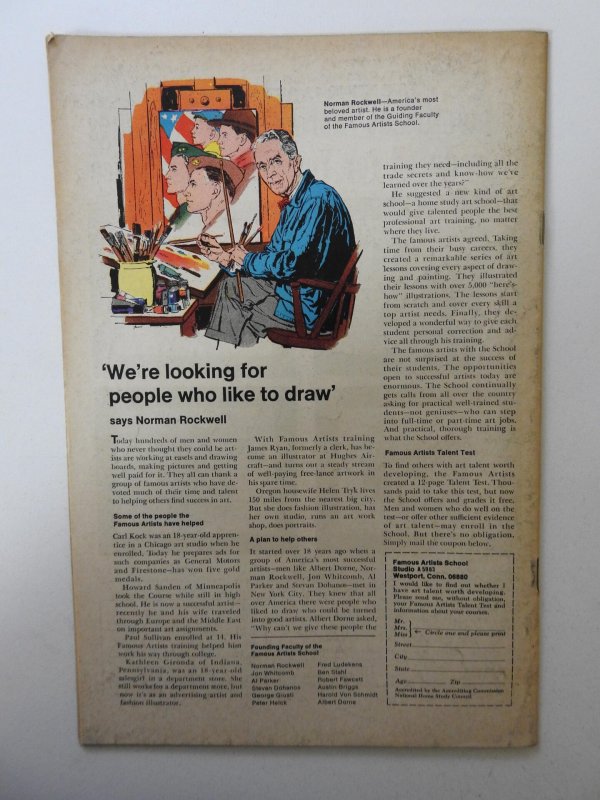 Norman Rockwell—America's most
beloved artist. He is a founder
and member of the Guiding Faculty
of the Famous Artists School.
'We're looking for
people who like to draw'
says Norman Rockwell
Today hundreds of men and women
who never thought they could be art-
ists are working at easels and drawing
boards, making pictures and getting
well paid for it. They all can thank a
group of famous artists who have de-
voted much of their time and talent
to helping others find success in art.
Some of the people the
Famous Artists have helped
Carl Kock was an 18-year-old appren-
tice in a Chicago art studio when he
enrolled. Today he prepares ads for
such companies as General Motors
and Firestone—has won five gold
medals.
Howard Sanden of Minneapolis
took the Course while still in high
school. He is now a successful artist—
recently he and his wife traveled
through Europe and the Middle East
on important art assignments.
Paul Sullivan enrolled at 14. His
Famous Artists training helped him
work his way through college.
Kathleen Gironda of Indiana,
Pennsylvania, was an 18-year-old
salesgirl in a department store. She
still works for a department store, but
now it's as an advertising artist and
fashion illustrator.
With Famous Artists training
James Ryan, formerly a clerk, has be-
come an illustrator at Hughes Air-
craft—and turns out a steady stream
of well-paying free-lance artwork in
his spare time.
Oregon housewife Helen Tryk lives
150 miles from the nearest big city.
But she does fashion illustration, has
her own studio, runs an art work
shop, does portraits.
A plan to help others
It started over 18 years ago when a
group of America's most successful
artists—men like Albert Dorne, Nor-
man Rockwell, Jon Whitcomb, Al
Parker and Stevan Dohanos—met in
New York City. They knew that all
over America there were people who
liked to draw who could be turned
into good artists. Albert Dorne asked,
"Why can't we give these people the
Founding Faculty of the
Famous Artists School
Norman Rockwell
Jon Whitcomb
Al Parker
Stevan Dohanos
George Giusti
Peter Helck
Fred Ludekens
Ben Stahl
Robert Fawcett
Austin Briggs
Harold Von Schmidt
Albert Dorne
training they need—including all the
trade secrets and know-how we've
learned over the years?"
He suggested a new kind of art
school—a home study art school—that
would give talented people the best
professional art training, no matter
where they live.
The famous artists agreed. Taking
time from their busy careers, they
created a remarkable series of art
lessons covering every aspect of draw-
ing and painting. They illustrated
their lessons with over 5,000 "here's-
how" illustrations. The lessons start
from scratch and cover every skill a
top artist needs. Finally, they de-
veloped a wonderful way to give each
student personal correction and ad-
vice all through his training.
The famous artists with the School
are not surprised at the success of
their students. The opportunities
open to successful artists today are
enormous. The School continually
gets calls from all over the country
asking for practical well-trained stu-
dents—not geniuses—who can step
into full-time or part-time art jobs.
And practical, thorough training is
what the School offers.
Famous Artists Talent Test
To find others with art talent worth
developing, the Famous Artists
created a 12-page Talent Test. Thou-
sands paid to take this test, but now
the School offers and grades it free.
Men and women who do well on the
test—or offer other sufficient evidence
of art talent—may enroll in the
School. But there's no obligation.
Simply mail the coupon below.
Famous Artists School
Studio
Westport, Conn. 06880
I would like to find out whether I
have art talent worth developing.
Please send me, without obligation,
your Famous Artists Talent Test and
information about your courses.
Mr.
Mrs.
Miss
Circle one and please print
Street
City
State
Age Zip
Accredited by the Accrediting Commission
National Home Study Council